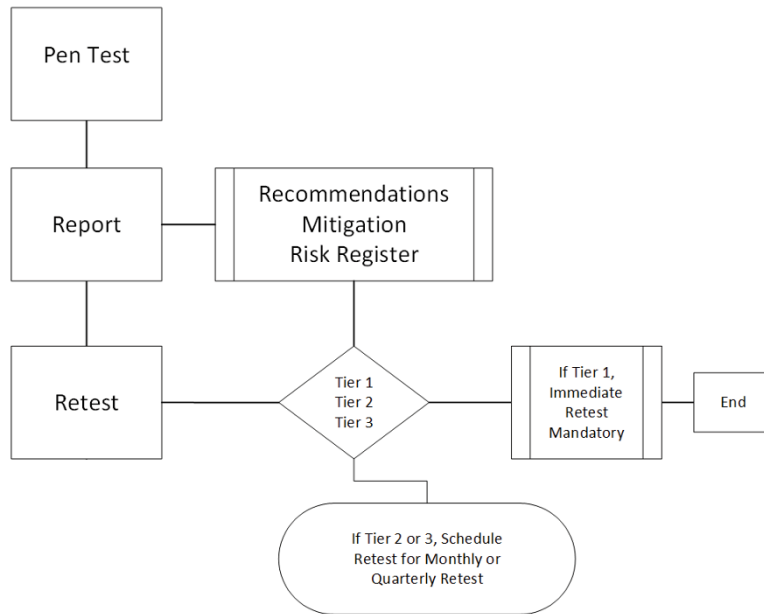 Pen Test
Report
Recommendations
Mitigation
Risk Register
Retest
Tier 1
Tier 2
Tier 3
If Tier 1,
Immediate
Retest
Mandatory
End
If Tier 2 or 3, Schedule
Retest for Monthly or
Quarterly Retest